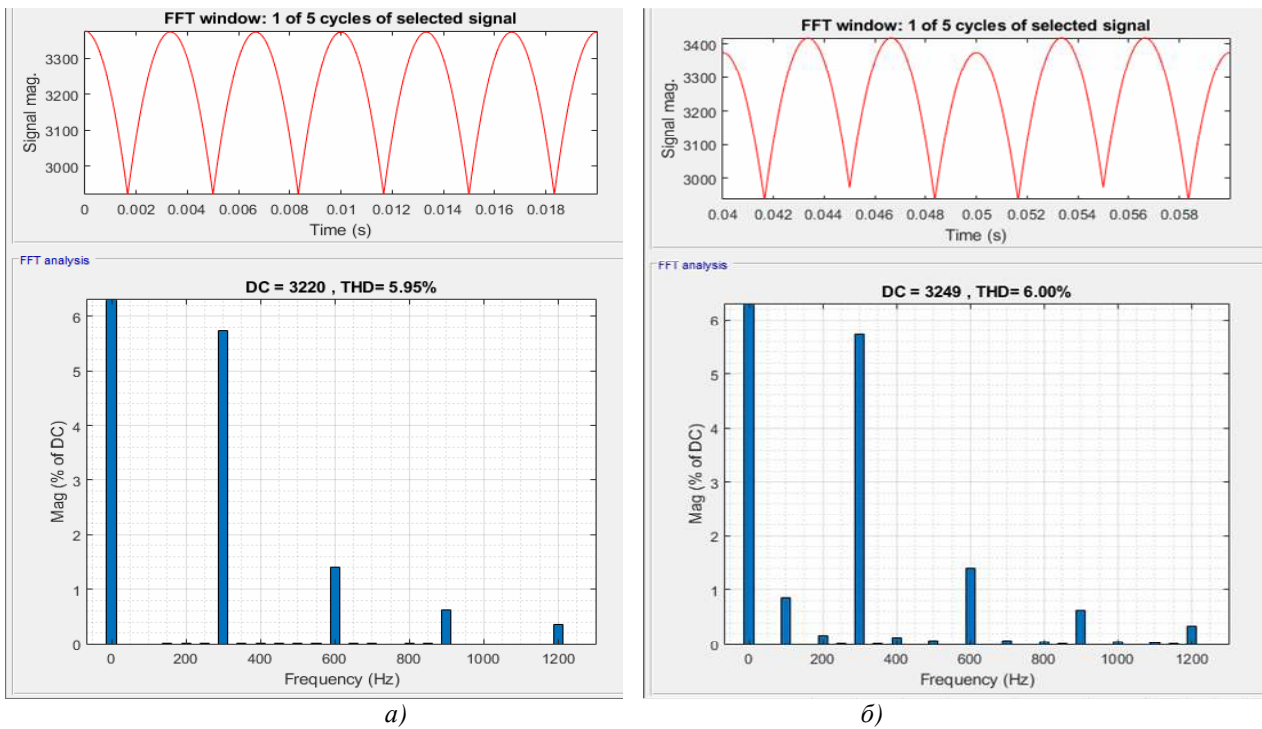 FFT window: 1 of 5 cycles of selected signal
3300
3200
3100
3000
Signal mag.
0 0.002 0.004 0.006 0.008 0.01 0.012 0.014 0.016 0.018
Time (s)
FFT analysis
DC = 3220 , THD= 5.95%
6
5
4
3
2
1
0
Mag (% of DC)
0 200 400 600 800 1000 1200
Frequency (Hz)
а)
FFT window: 1 of 5 cycles of selected signal
3400
3300
3200
3100
3000
Signal mag.
0.04 0.042 0.044 0.046 0.048 0.05 0.052 0.054 0.056 0.058
Time (s)
FFT analysis
DC = 3249 , THD= 6.00%
6
5
4
3
2
1
0
Mag (% of DC)
0 200 400 600 800 1000 1200
Frequency (Hz)
б)